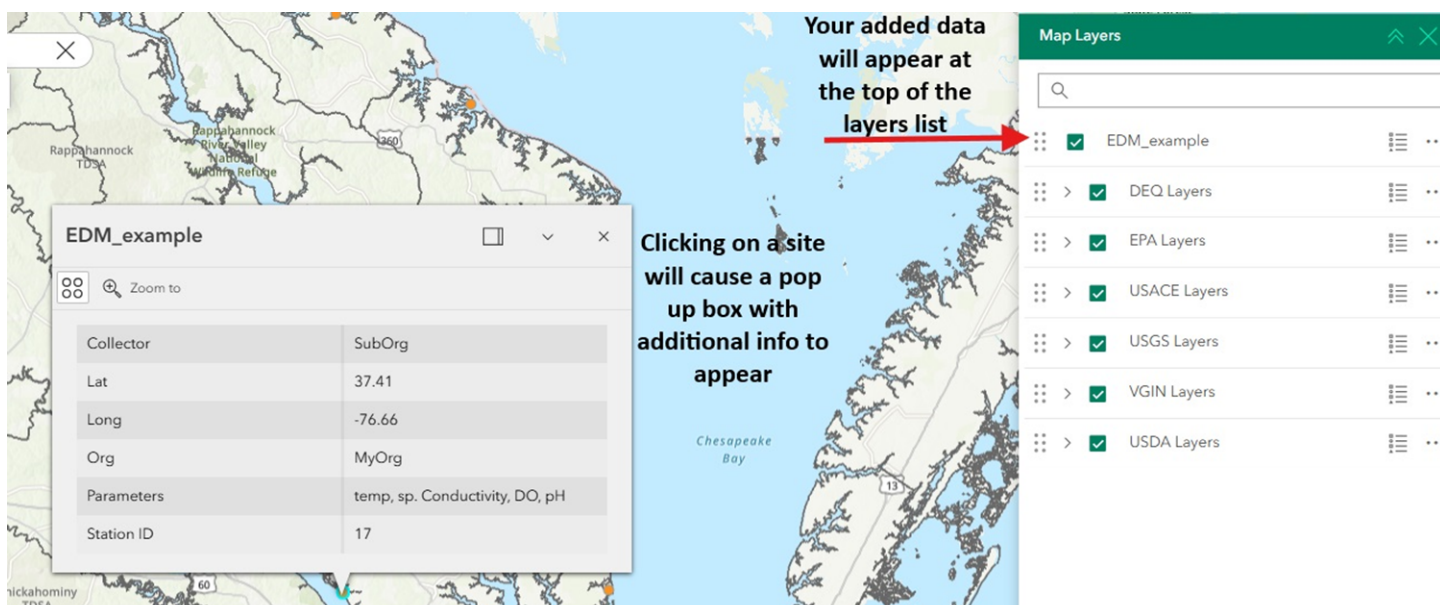 Your added data
will appear at
the top of the
layers list
Map Layers
EDM_example
DEQ Layers
EPA Layers
USACE Layers
USGS Layers
VGIN Layers
USDA Layers
Rappahannock
River Valley
National
Wildlife Refuge
Rappahannock
TDSA
360
EDM_example
Zoom to
Collector SubOrg
Lat 37.41
Long -76.66
Org MyOrg
Parameters temp, sp. Conductivity, DO, pH
Station ID 17
Clicking on a site
will cause a pop
up box with
additional info to
appear
Chesapeake
Bay
13
60
hickahominy
TDSA